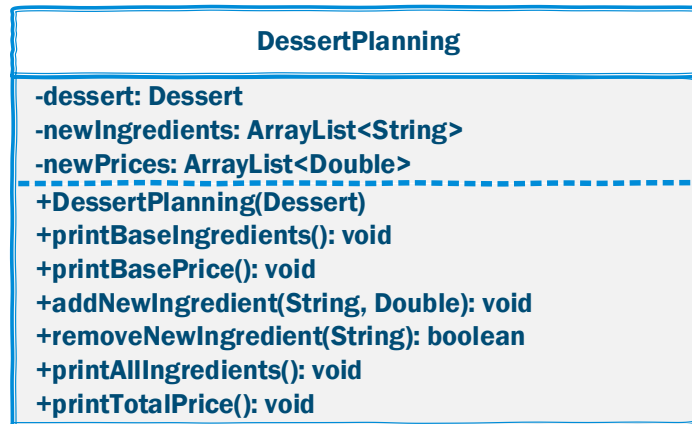 DessertPlanning
-dessert: Dessert
-newIngredients: ArrayList<String>
-newPrices: ArrayList<Double>
+DessertPlanning(Dessert)
+printBaseIngredients(): void
+printBasePrice(): void
+addNewIngredient(String, Double): void
+removeNewIngredient(String): boolean
+printAllIngredients(): void
+printTotalPrice(): void